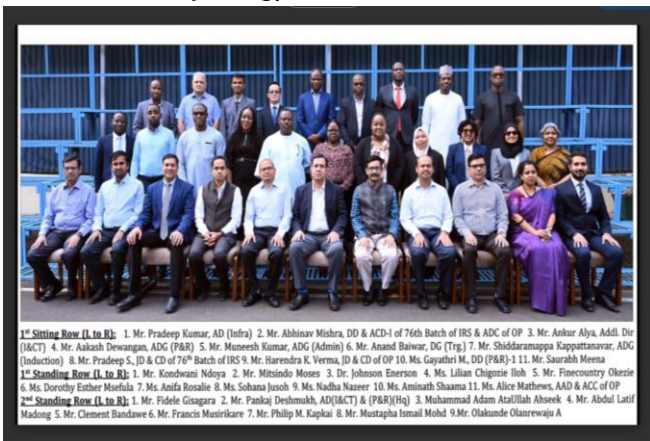 1st Sitting Row (L to R): 1. Mr. Pradeep Kumar, AD (Infra) 2. Mr. Abhinav Mishra, DD & ACD-I of 76th Batch of IRS & ADC of OP 3. Mr. Ankur Alya, Addl. Dir
(I&CT) 4. Mr. Aakash Dewangan, ADG (P&R) 5. Mr. Muneesh Kumar, ADG (Admin) 6. Mr. Anand Baiwar, DG (Trg.) 7. Mr. Shiddaramappa Kappattanavar, ADG
(Induction) 8. Mr. Pradeep S., JD & CD of 76th Batch of IRS 9. Mr. Harendra K. Verma, JD & CD of OP 10. Ms. Gayathri M., DD (P&R)-1 11. Mr. Saurabh Meena
1st Standing Row (L to R): 1. Mr. Kondwani Ndoya 2. Mr. Mitsindo Moses 3. Dr. Johnson Enerson 4. Ms. Lilian Chigozie Iloh 5. Mr. Finecountry Okezie
6. Ms. Dorothy Esther Msefula 7. Ms. Anifa Rosalie 8. Ms. Sohana Jusoh 9. Ms. Nadha Nazeer 10. Ms. Aminath Shaama 11. Ms. Alice Mathews, AAD & ACC of OP
2nd Standing Row (L to R): 1. Mr. Fidele Gisagara 2. Mr. Pankaj Deshmukh, AD(I&CT) & (P&R)(Hq) 3. Muhammad Adam AtaUllah Ahseek 4. Mr. Abdul Latif
Madong 5. Mr. Clement Bandawe 6. Mr. Francis Musirikare 7. Mr. Philip M. Kapkai 8. Mr. Mustapha Ismail Mohd 9.Mr. Olakunde Olanrewaju A